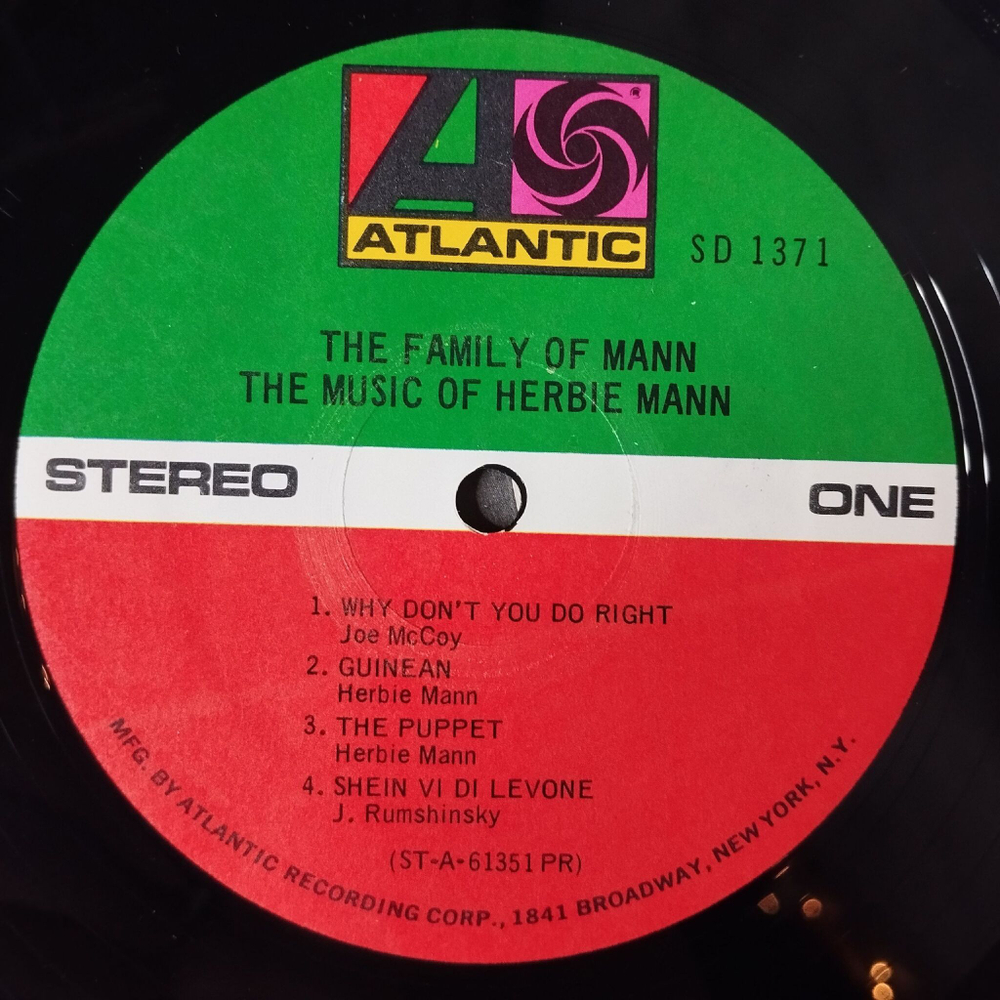 ATLANTIC
SD 1371
THE FAMILY OF MANN
THE MUSIC OF HERBIE MANN
STEREO
ONE
1. WHY DON'T YOU DO RIGHT
Joe McCoy
2. GUINEAN
Herbie Mann
3. THE PUPPET
Herbie Mann
4. SHEIN VI DI LEVONE
J. Rumshinsky
(ST-A-61351 PR)
MFG. BY ATLANTIC RECORDING CORP., 1841 BROADWAY, NEW YORK, N.Y.